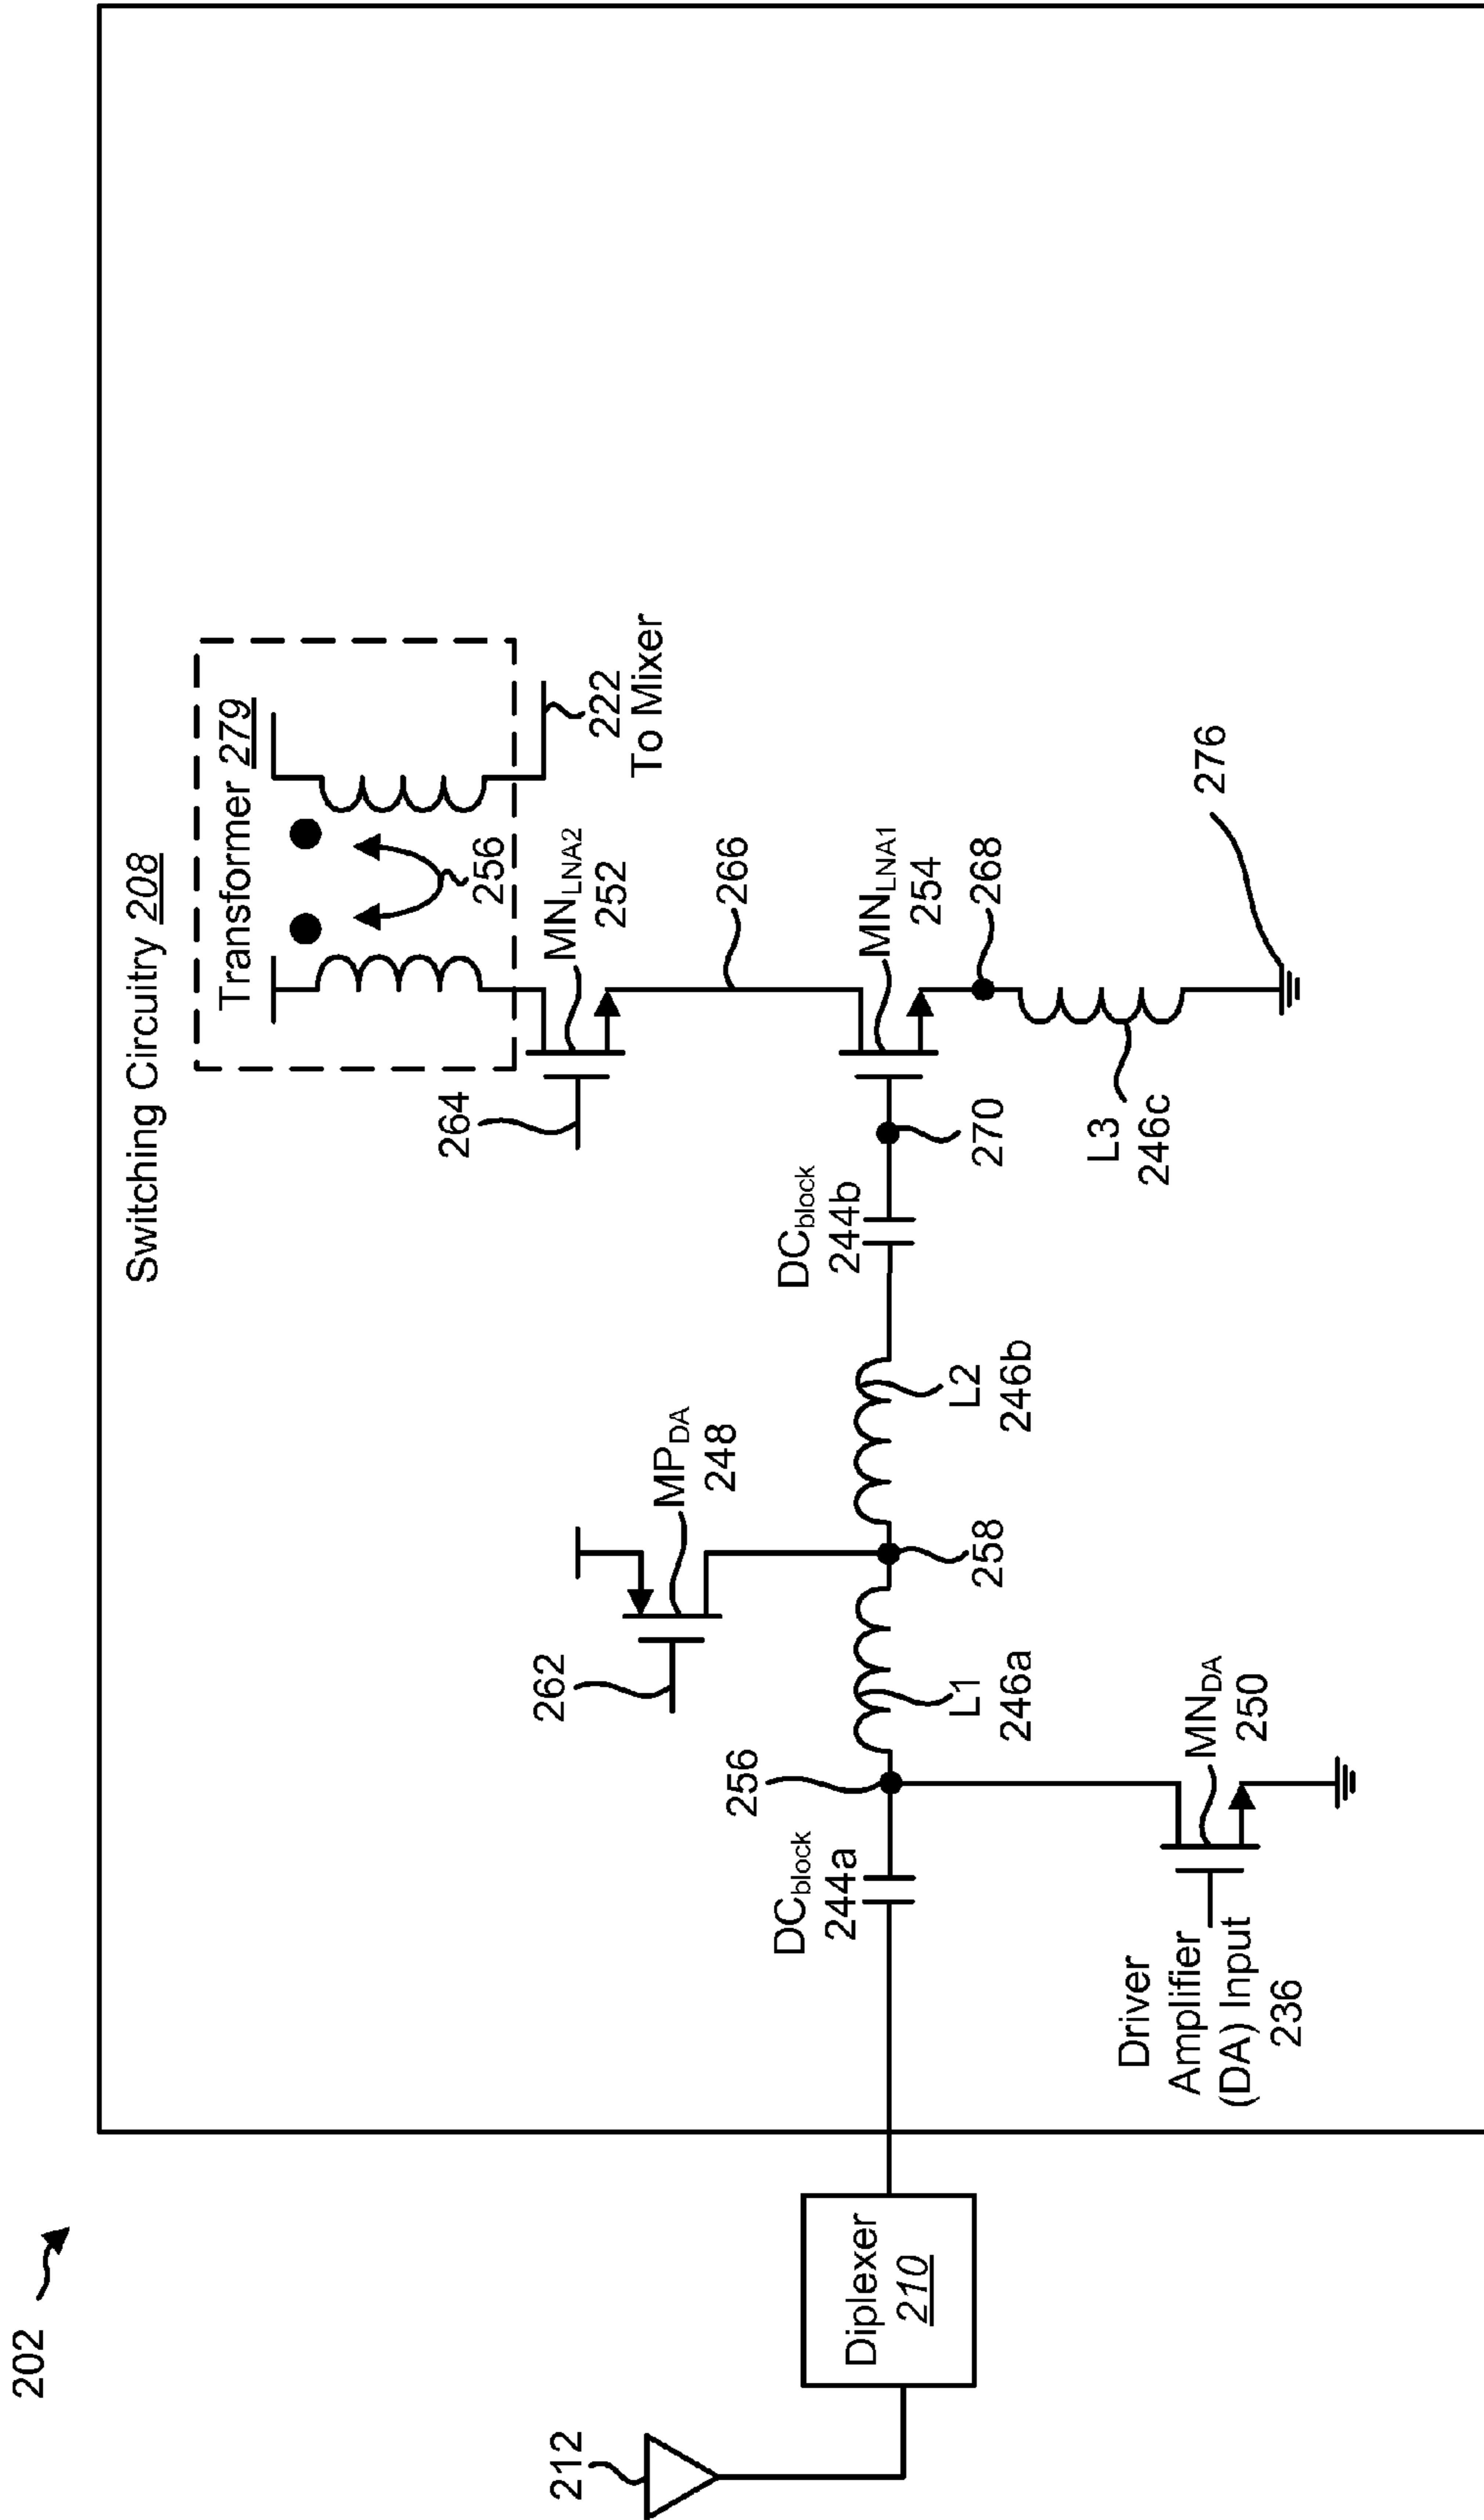 202
212
Diplexer
210
Switching Circuitry 208
Transformer 279
256
222
To Mixer
264
MNLNA2
252
266
MNLNA1
254
268
270
L3
246c
276
DCblock
244b
L2
246b
MPDA
248
262
258
L1
246a
256
DCblock
244a
MNDA
250
Driver
Amplifier
(DA) Input
236